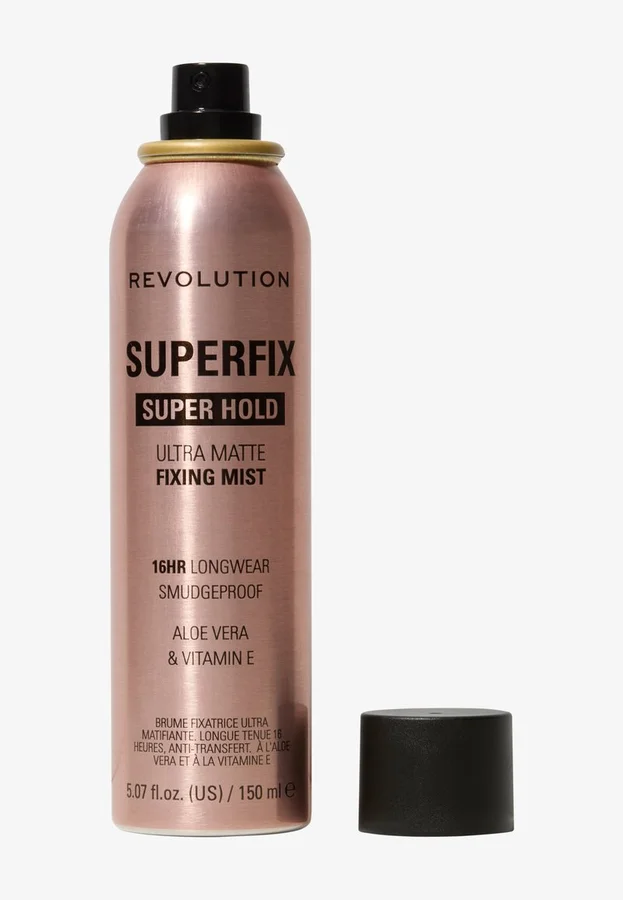 REVOLUTION
SUPERFIX
SUPER HOLD
ULTRA MATTE
FIXING MIST
16HR LONGWEAR
SMUDGEPROOF
ALOE VERA
& VITAMIN E
BRUME FIXATRICE ULTRA
MATIFIANTE, LONGUE TENUE 16
HEURES, ANTI-TRANSFERT. À L'ALOE
VERA ET À LA VITAMINE E
5.07 fl.oz. (US) / 150 ml ℮